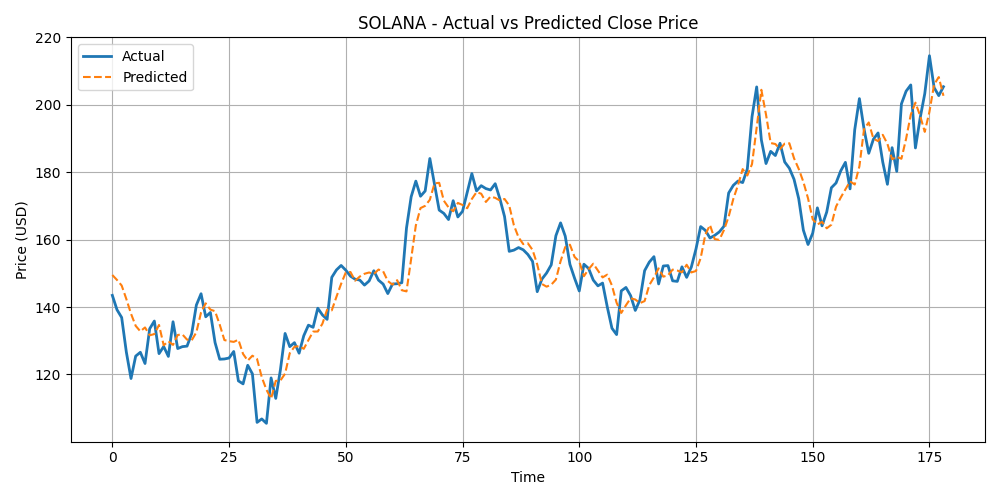 SOLANA - Actual vs Predicted Close Price
Actual
Predicted
Price (USD)
220
200
180
160
140
120
0 25 50 75 100 125 150 175
Time